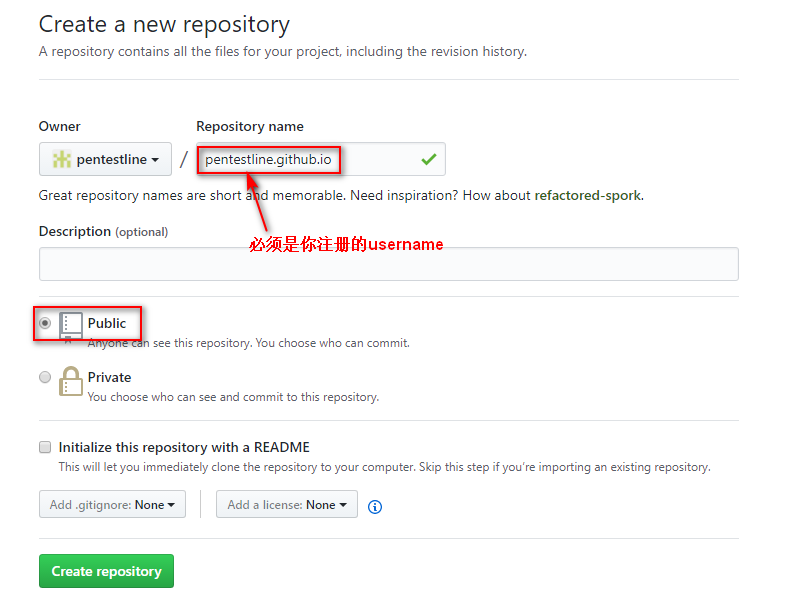 Create a new repository
A repository contains all the files for your project, including the revision history.
Owner
Repository name
pentestline
/
pentestline.github.io
Great repository names are short and memorable. Need inspiration? How about refactored-spork.
Description (optional)
必须是你注册的username
Public
Anyone can see this repository. You choose who can commit.
Private
You choose who can see and commit to this repository.
Initialize this repository with a README
This will let you immediately clone the repository to your computer. Skip this step if you're importing an existing repository.
Add .gitignore: None
Add a license: None
Create repository